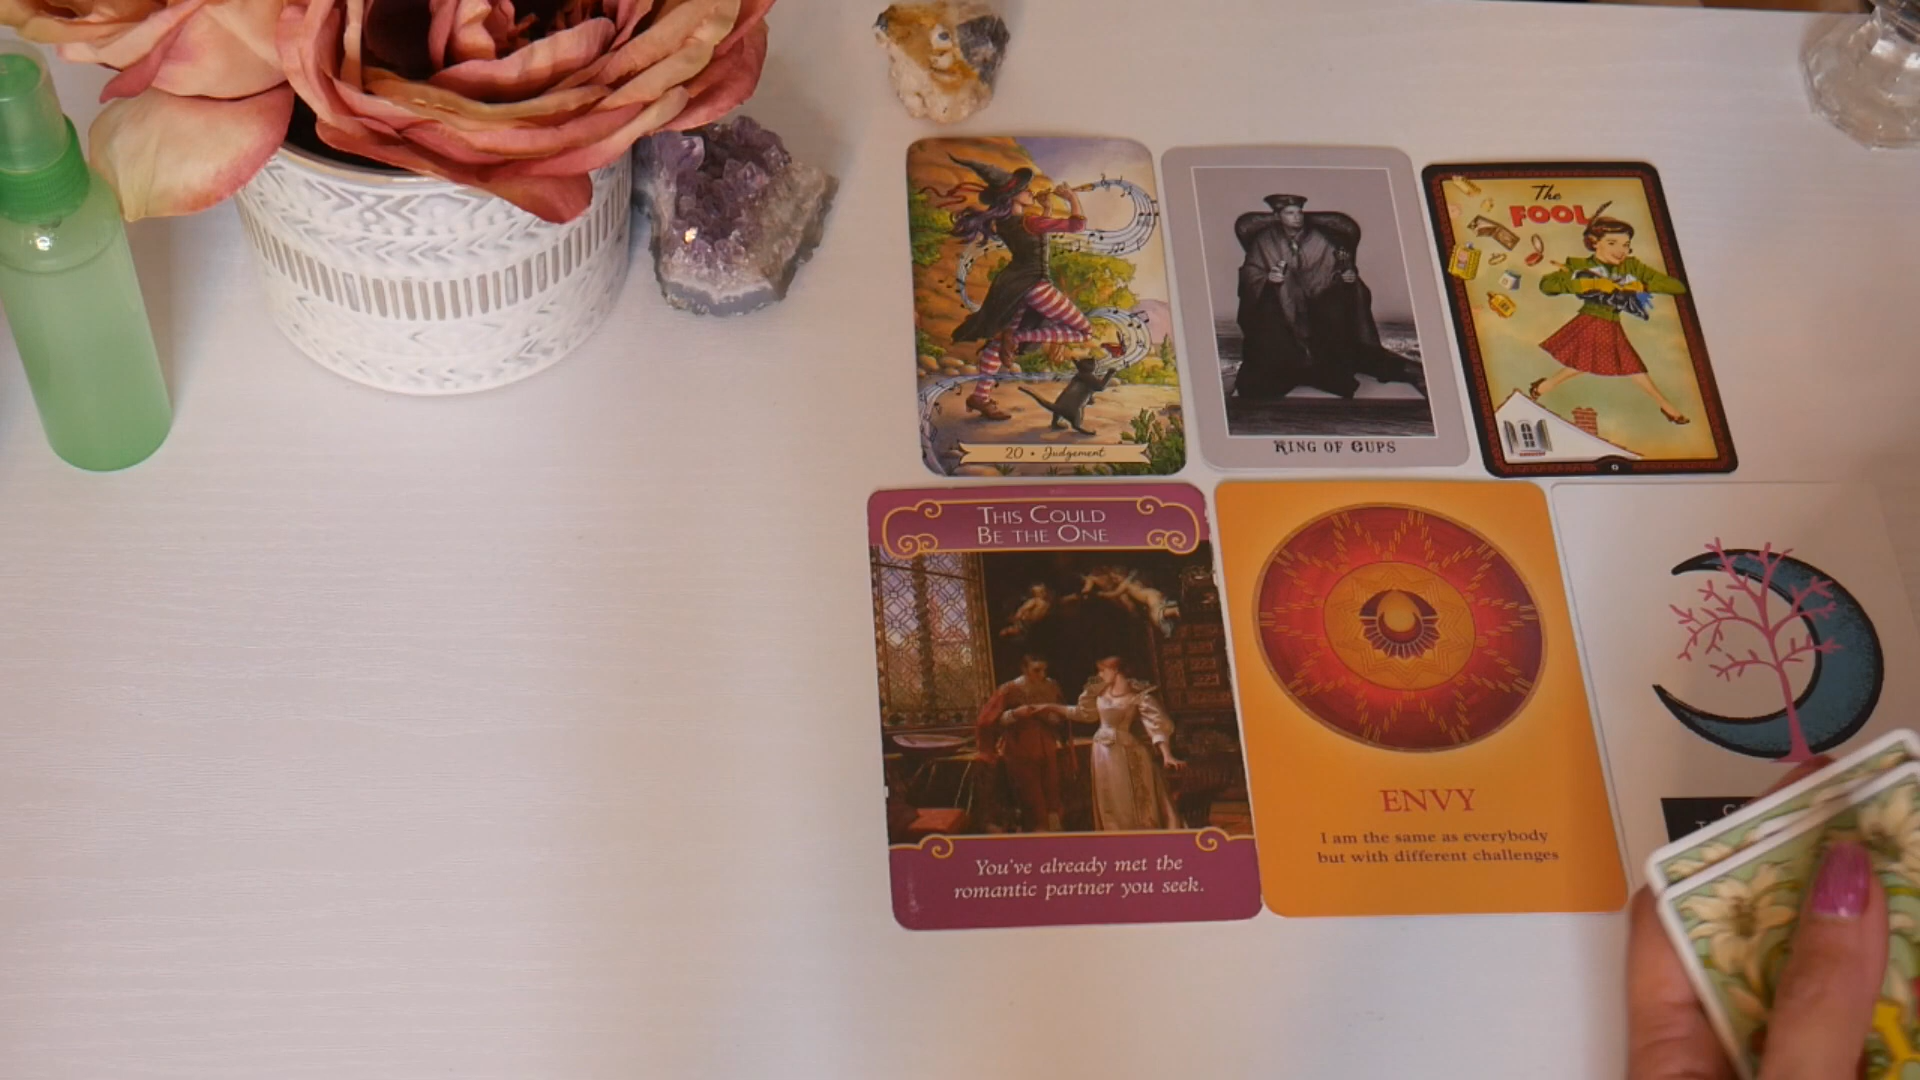 20 • Judgement
KING OF CUPS
The
FOOL
0
THIS COULD
BE THE ONE
You've already met the
romantic partner you seek.
ENVY
I am the same as everybody
but with different challenges